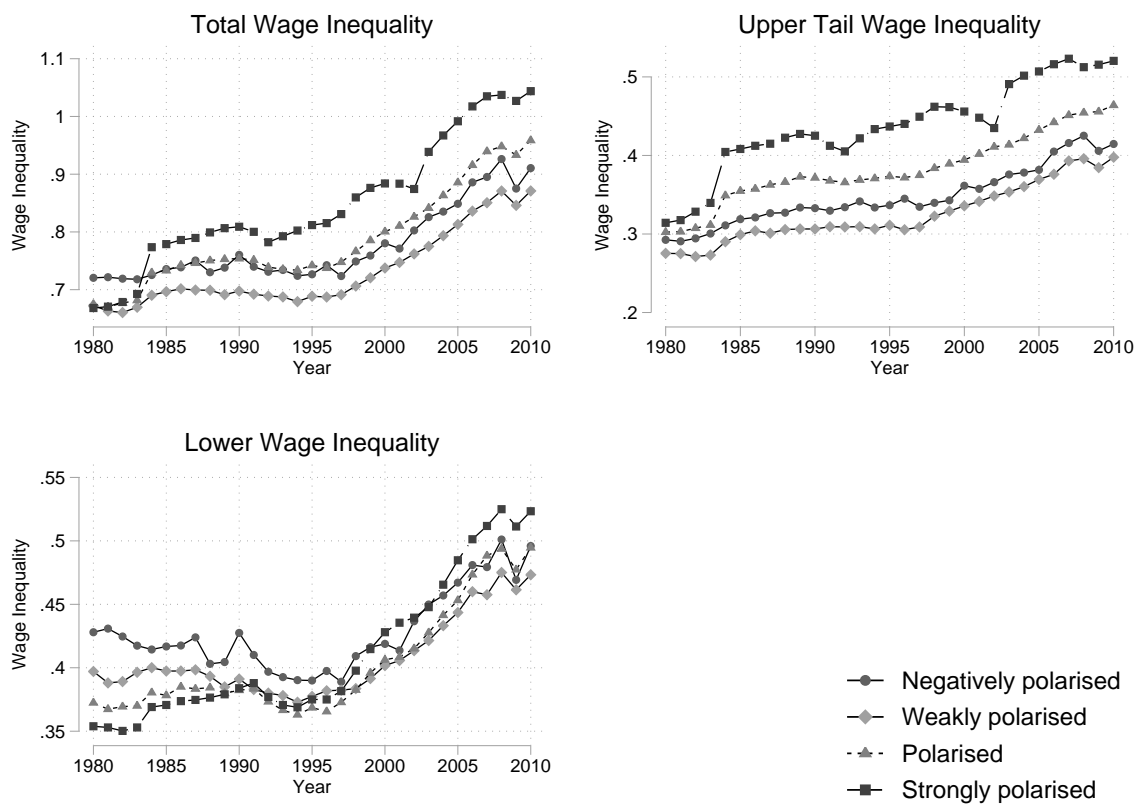 Total Wage Inequality
Wage Inequality
1.1
1
.9
.8
.7
1980 1985 1990 1995 2000 2005 2010
Year
Upper Tail Wage Inequality
Wage Inequality
.5
.4
.3
.2
1980 1985 1990 1995 2000 2005 2010
Year
Lower Wage Inequality
Wage Inequality
.55
.5
.45
.4
.35
1980 1985 1990 1995 2000 2005 2010
Year
Negatively polarised
Weakly polarised
Polarised
Strongly polarised